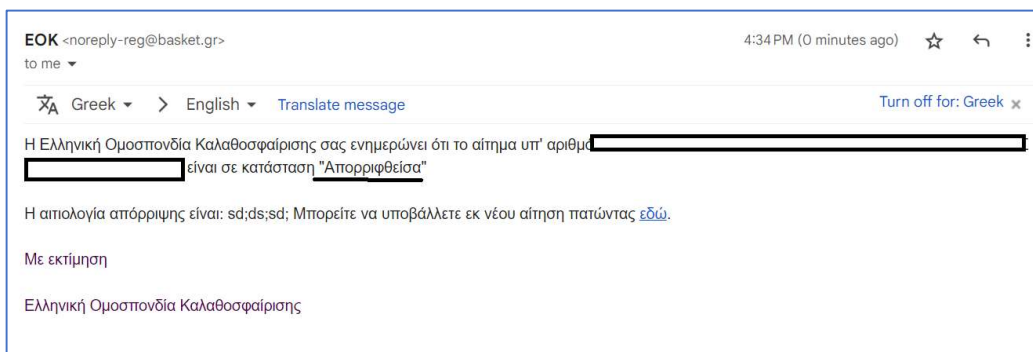 EOK <noreply-reg@basket.gr>
4:34 PM (0 minutes ago)
to me
Greek > English Translate message
Turn off for: Greek x
Η Ελληνική Ομοσπονδία Καλαθοσφαίρισης σας ενημερώνει ότι το αίτημα υπ' αριθμό
είναι σε κατάσταση "Απορριφθείσα"
Η αιτιολογία απόρριψης είναι: sd;ds;sd; Μπορείτε να υποβάλλετε εκ νέου αίτηση πατώντας εδώ.
Με εκτίμηση
Ελληνική Ομοσπονδία Καλαθοσφαίρισης